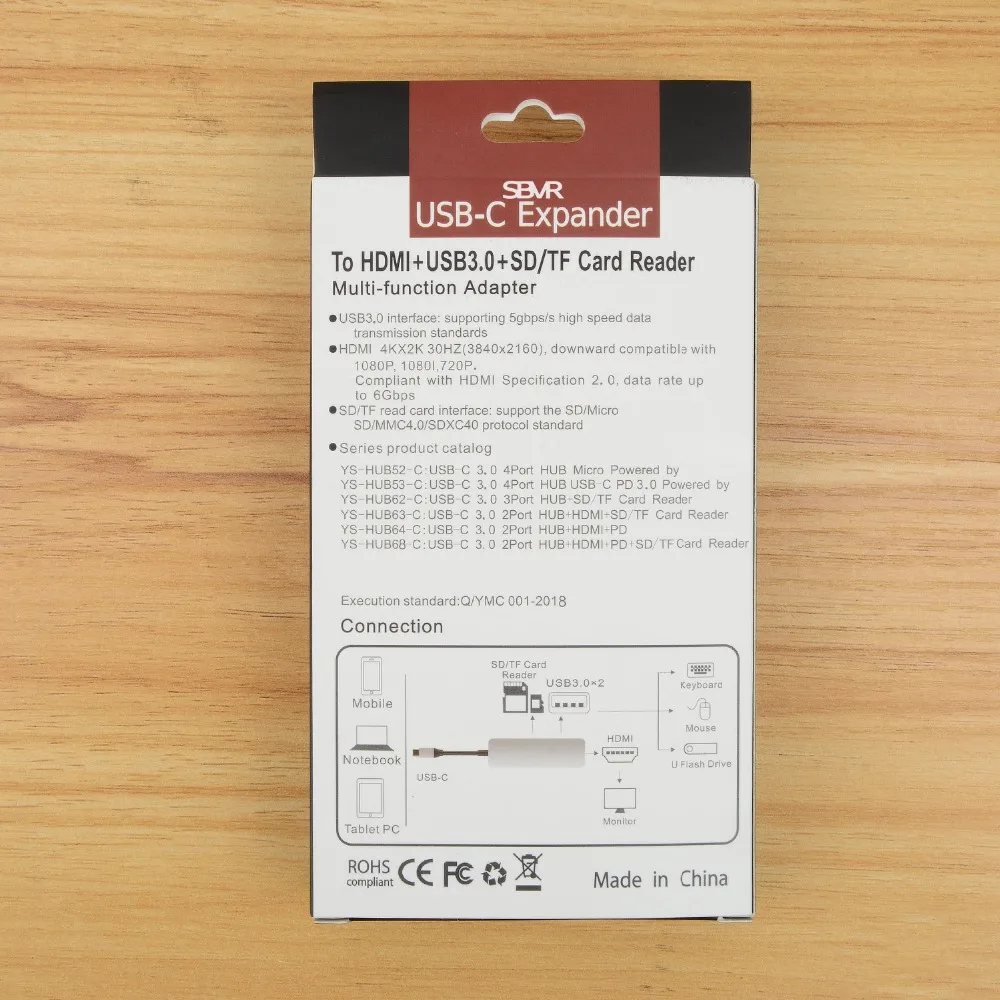 SBVR
USB-C Expander
To HDMI+USB3.0+SD/TF Card Reader
Multi-function Adapter
●USB3.0 interface: supporting 5gbps/s high speed data
transmission standards
●HDMI 4KX2K 30HZ(3840x2160), downward compatible with
1080P, 1080I,720P.
Compliant with HDMI Specification 2.0, data rate up
to 6Gbps
●SD/TF read card interface: support the SD/Micro
SD/MMC4.0/SDXC40 protocol standard
●Series product catalog
YS-HUB52-C:USB-C 3.0 4Port HUB Micro Powered by
YS-HUB53-C:USB-C 3.0 4Port HUB USB-C PD 3.0 Powered by
YS-HUB62-C:USB-C 3.0 3Port HUB-SD/TF Card Reader
YS-HUB63-C:USB-C 3.0 2Port HUB+HDMI+SD/TF Card Reader
YS-HUB64-C:USB-C 3.0 2Port HUB+HDMI+PD
YS-HUB68-C:USB-C 3.0 2Port HUB+HDMI+PD+SD/TF Card Reader
Execution standard:Q/YMC 001-2018
Connection
Mobile
Notebook
Tablet PC
USB-C
SD/TF Card
Reader
USB3.0×2
HDMI
Monitor
Keyboard
Mouse
U Flash Drive
ROHS
compliant
CE FC
Made in China